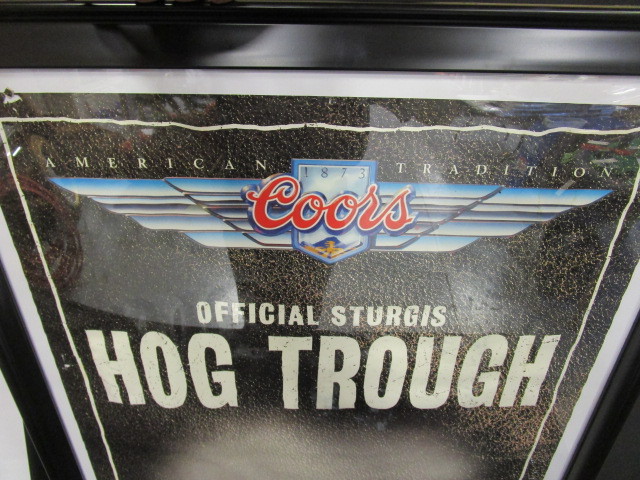 AMERICAN TRADITION
1873
Coors
OFFICIAL STURGIS
HOG TROUGH